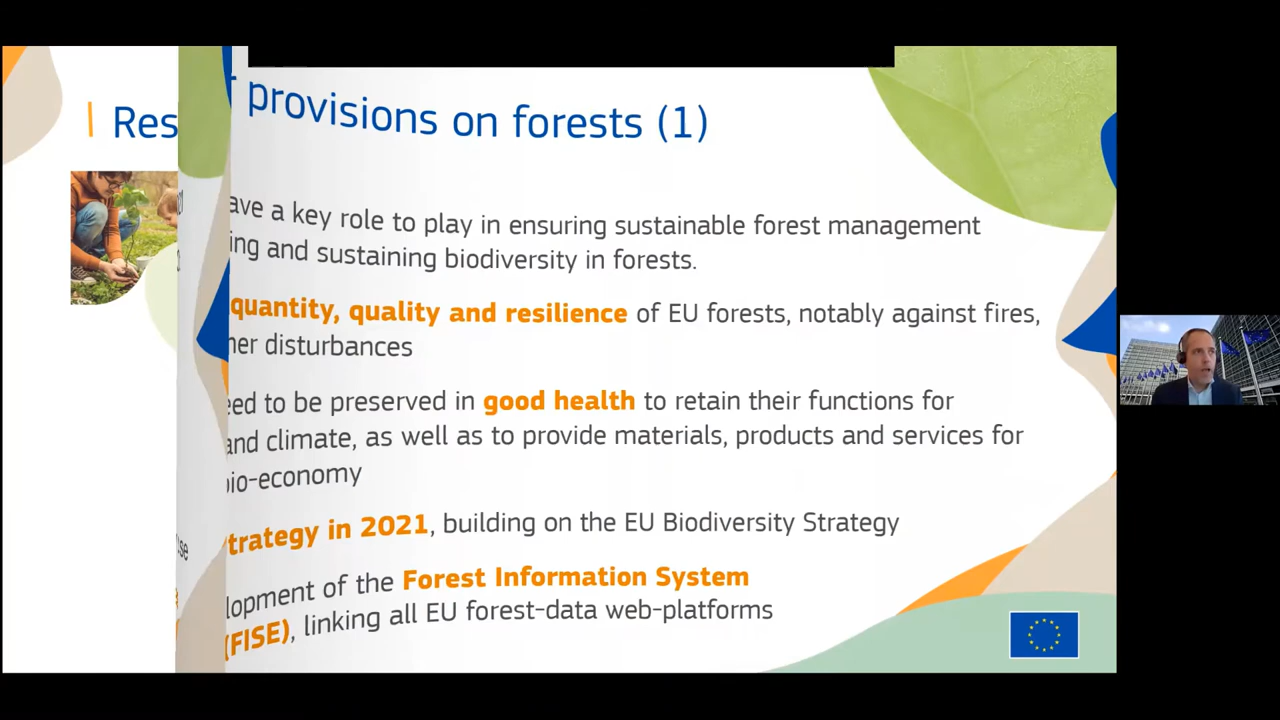 Res
provisions on forests (1)
ave a key role to play in ensuring sustainable forest management
ing and sustaining biodiversity in forests.
quantity, quality and resilience of EU forests, notably against fires,
her disturbances
eed to be preserved in good health to retain their functions for
and climate, as well as to provide materials, products and services for
bio-economy
trategy in 2021, building on the EU Biodiversity Strategy
lopment of the Forest Information System
(FISE), linking all EU forest-data web-platforms